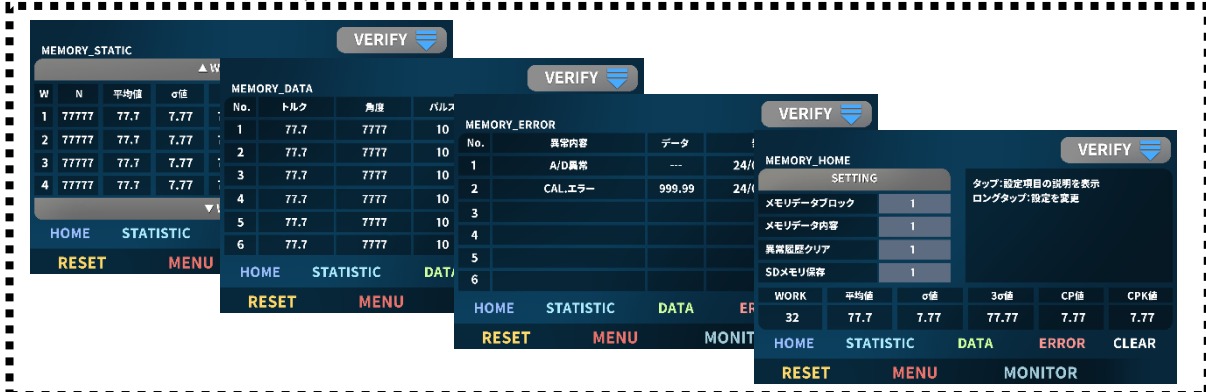 MEMORY_STATIC
VERIFY
▲W
W N 平均値 σ値
1 77777 77.7 7.77
2 77777 77.7 7.77
3 77777 77.7 7.77
4 77777 77.7 7.77
HOME STATISTIC
RESET MENU
MEMORY_DATA
VERIFY
No. トルク 角度 パルス
1 77.7 7777 10
2 77.7 7777 10
3 77.7 7777 10
4 77.7 7777 10
5 77.7 7777 10
6 77.7 7777 10
HOME STATISTIC DATA
RESET MENU
MEMORY_ERROR
VERIFY
No. 異常内容 データ
1 A/D異常 --- 24/
2 CAL.エラー 999.99 24/
3
4
5
6
HOME STATISTIC DATA
RESET MENU MONIT
MEMORY_HOME
VERIFY
SETTING
メモリデータブロック 1
メモリデータ内容 1
異常履歴クリア 1
SDメモリ保存 1
タップ:設定項目の説明を表示
ロングタップ:設定を変更
WORK 平均値 σ値 3σ値 CP値 CPK値
32 77.7 7.77 77.77 7.77 7.77
HOME STATISTIC DATA ERROR CLEAR
RESET MENU MONITOR